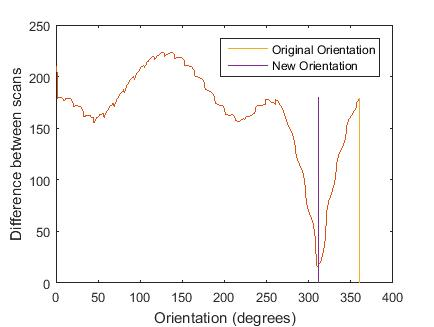 250
200
150
100
50
0
Difference between scans
Original Orientation
New Orientation
0 50 100 150 200 250 300 350 400
Orientation (degrees)